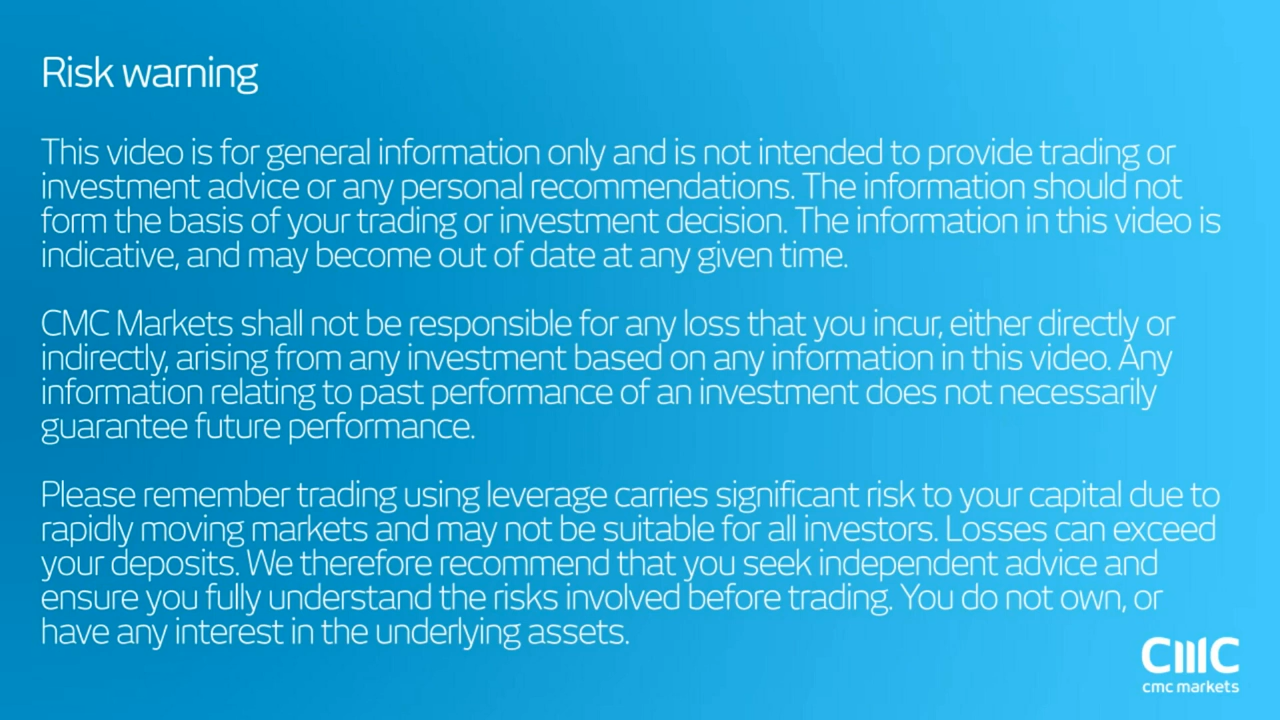 Risk warning
This video is for general information only and is not intended to provide trading or
investment advice or any personal recommendations. The information should not
form the basis of your trading or investment decision. The information in this video is
indicative, and may become out of date at any given time.
CMC Markets shall not be responsible for any loss that you incur, either directly or
indirectly, arising from any investment based on any information in this video. Any
information relating to past performance of an investment does not necessarily
guarantee future performance.
Please remember trading using leverage carries significant risk to your capital due to
rapidly moving markets and may not be suitable for all investors. Losses can exceed
your deposits. We therefore recommend that you seek independent advice and
ensure you fully understand the risks involved before trading. You do not own, or
have any interest in the underlying assets.
CMC
cmc markets